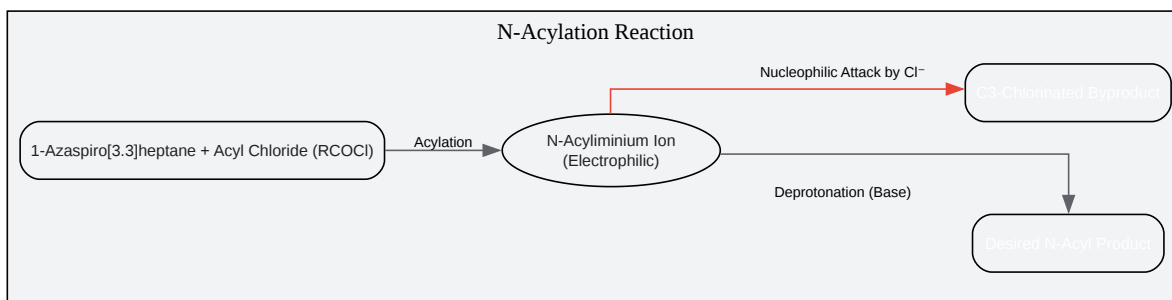 N-Acylation Reaction
Nucleophilic Attack by Cl⁻
C3-Chlorinated Byproduct
1-Azaspiro[3.3]heptane + Acyl Chloride (RCOCl)
Acylation
N-Acyliminium Ion
(Electrophilic)
Deprotonation (Base)
Desired N-Acyl Product